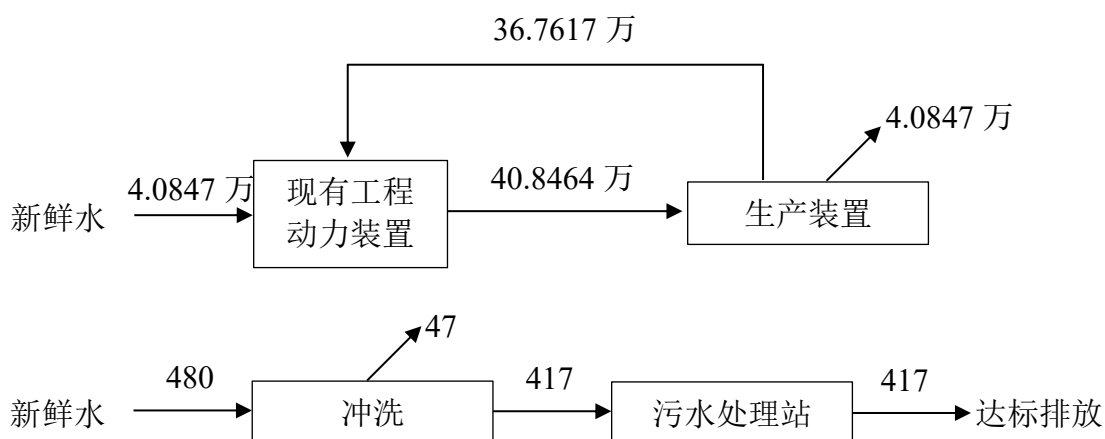 36.7617 万
4.0847 万
4.0847 万
现有工程
动力装置
40.8464 万
生产装置
新鲜水
47
480
417
417
新鲜水
冲洗
污水处理站
达标排放